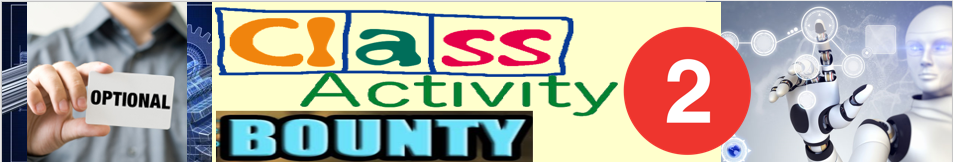 OPTIONAL
Class
Activity
BOUNTY
2